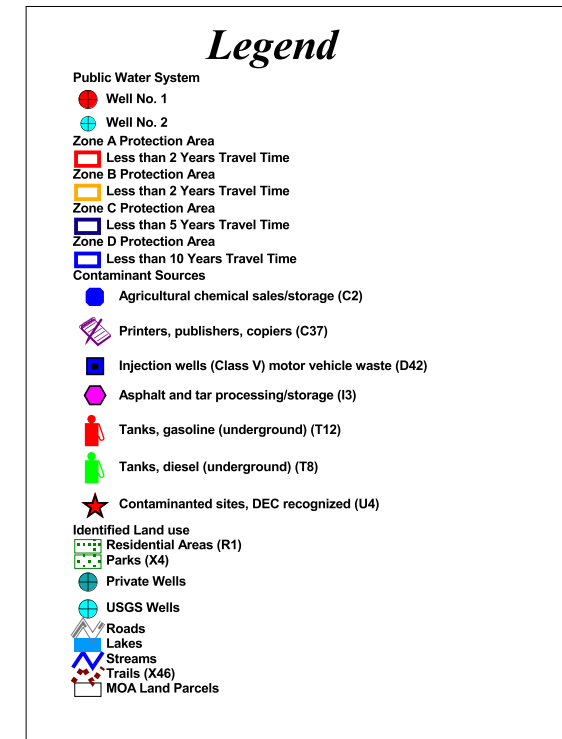 Legend
Public Water System
Well No. 1
Well No. 2
Zone A Protection Area
Less than 2 Years Travel Time
Zone B Protection Area
Less than 2 Years Travel Time
Zone C Protection Area
Less than 5 Years Travel Time
Zone D Protection Area
Less than 10 Years Travel Time
Contaminant Sources
Agricultural chemical sales/storage (C2)
Printers, publishers, copiers (C37)
Injection wells (Class V) motor vehicle waste (D42)
Asphalt and tar processing/storage (I3)
Tanks, gasoline (underground) (T12)
Tanks, diesel (underground) (T8)
Contaminanted sites, DEC recognized (U4)
Identified Land use
Residential Areas (R1)
Parks (X4)
Private Wells
USGS Wells
Roads
Lakes
Streams
Trails (X46)
MOA Land Parcels